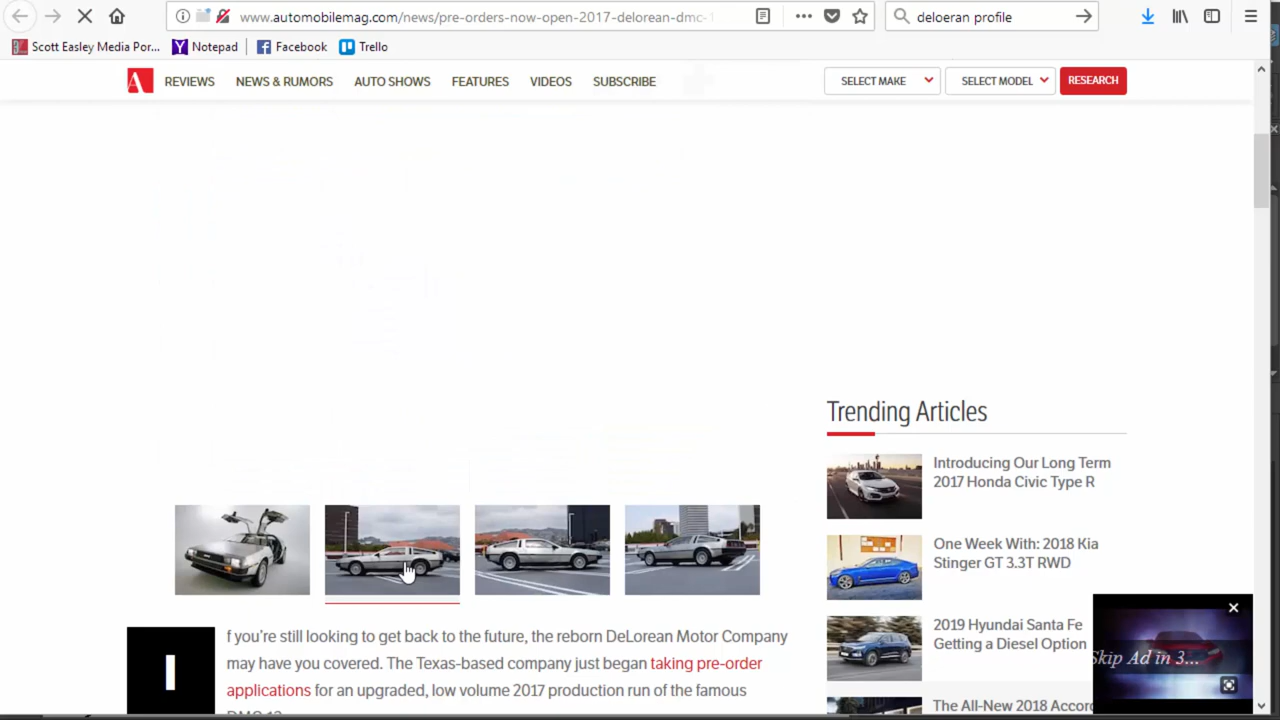 www.automobilemag.com/news/pre-orders-now-open-2017-delorean-dmc-
deloeran profile
Scott Easley Media Por...
Notepad
Facebook
Trello
A
REVIEWS
NEWS & RUMORS
AUTO SHOWS
FEATURES
VIDEOS
SUBSCRIBE
SELECT MAKE
SELECT MODEL
RESEARCH
Trending Articles
Introducing Our Long Term
2017 Honda Civic Type R
One Week With: 2018 Kia
Stinger GT 3.3T RWD
2019 Hyundai Santa Fe
Getting a Diesel Option
The All-New 2018 Accord
Skip Ad in 3...
I
f you're still looking to get back to the future, the reborn DeLorean Motor Company
may have you covered. The Texas-based company just began taking pre-order
applications for an upgraded, low volume 2017 production run of the famous